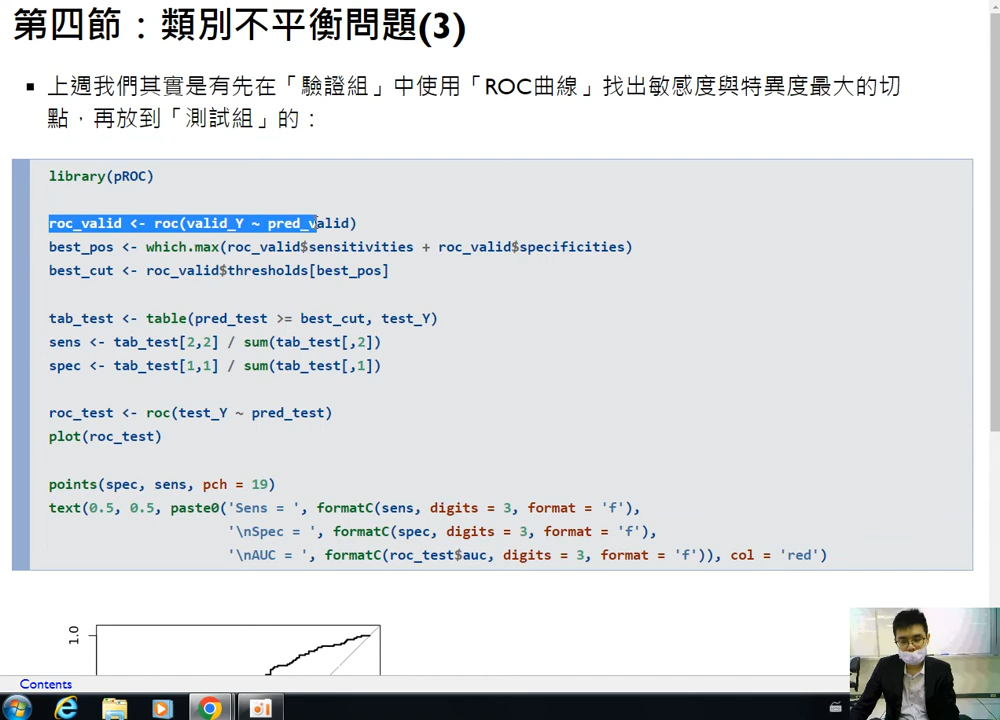 第四節：類別不平衡問題(3)
上週我們其實是有先在「驗證組」中使用「ROC曲線」找出敏感度與特異度最大的切
點，再放到「測試組」的：
library(pROC)
roc_valid <- roc(valid_Y ~ pred_valid)
best_pos <- which.max(roc_valid$sensitivities + roc_valid$specificities)
best_cut <- roc_valid$thresholds[best_pos]
tab_test <- table(pred_test >= best_cut, test_Y)
sens <- tab_test[2,2] / sum(tab_test[,2])
spec <- tab_test[1,1] / sum(tab_test[,1])
roc_test <- roc(test_Y ~ pred_test)
plot(roc_test)
points(spec, sens, pch = 19)
text(0.5, 0.5, paste0('Sens = ', formatC(sens, digits = 3, format = 'f'),
'\nSpec = ', formatC(spec, digits = 3, format = 'f'),
'\nAUC = ', formatC(roc_test$auc, digits = 3, format = 'f')), col = 'red')
1.0
Contents